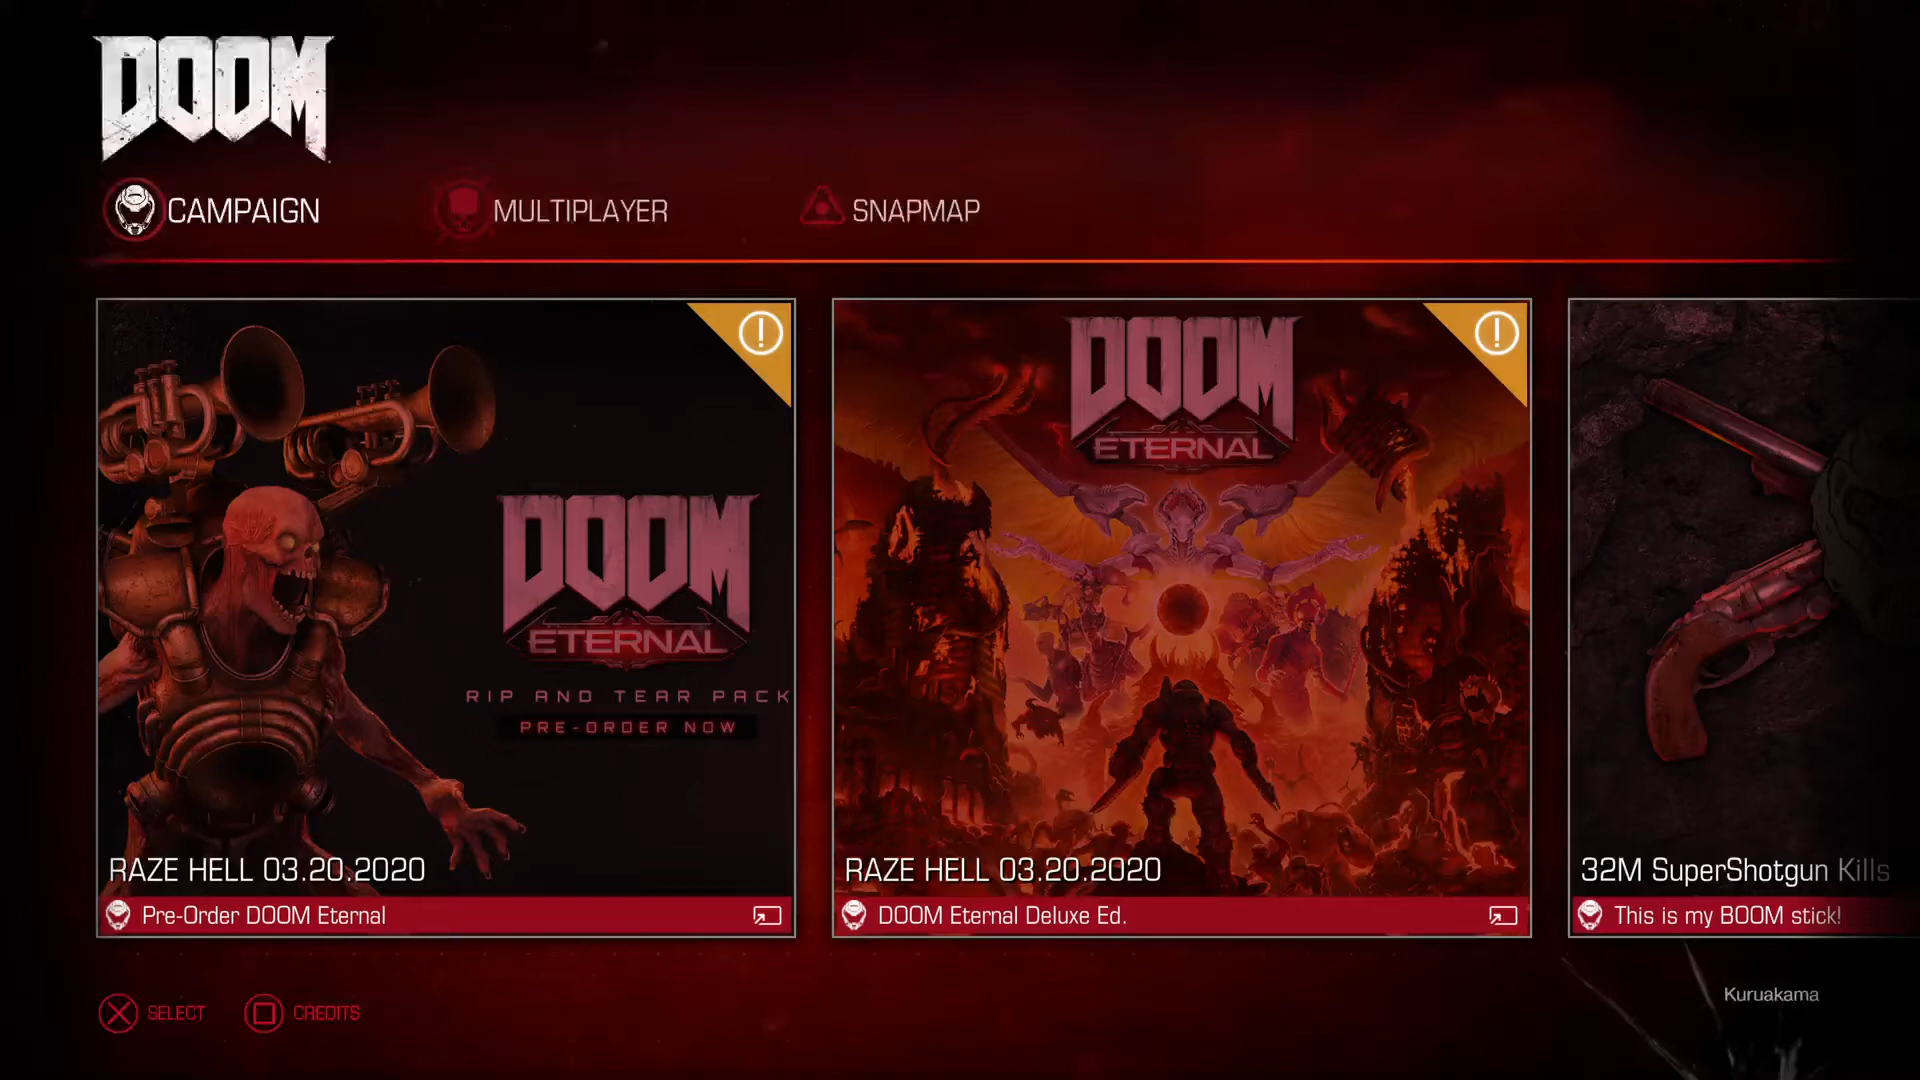 DOOM
CAMPAIGN
MULTIPLAYER
SNAPMAP
DOOM
ETERNAL
RIP AND TEAR PACK
PRE-ORDER NOW
RAZE HELL 03.20.2020
Pre-Order DOOM Eternal
DOOM
ETERNAL
RAZE HELL 03.20.2020
DOOM Eternal Deluxe Ed.
32M SuperShotgun Kills
This is my BOOM stick!
SELECT
CREDITS
Kuruakama